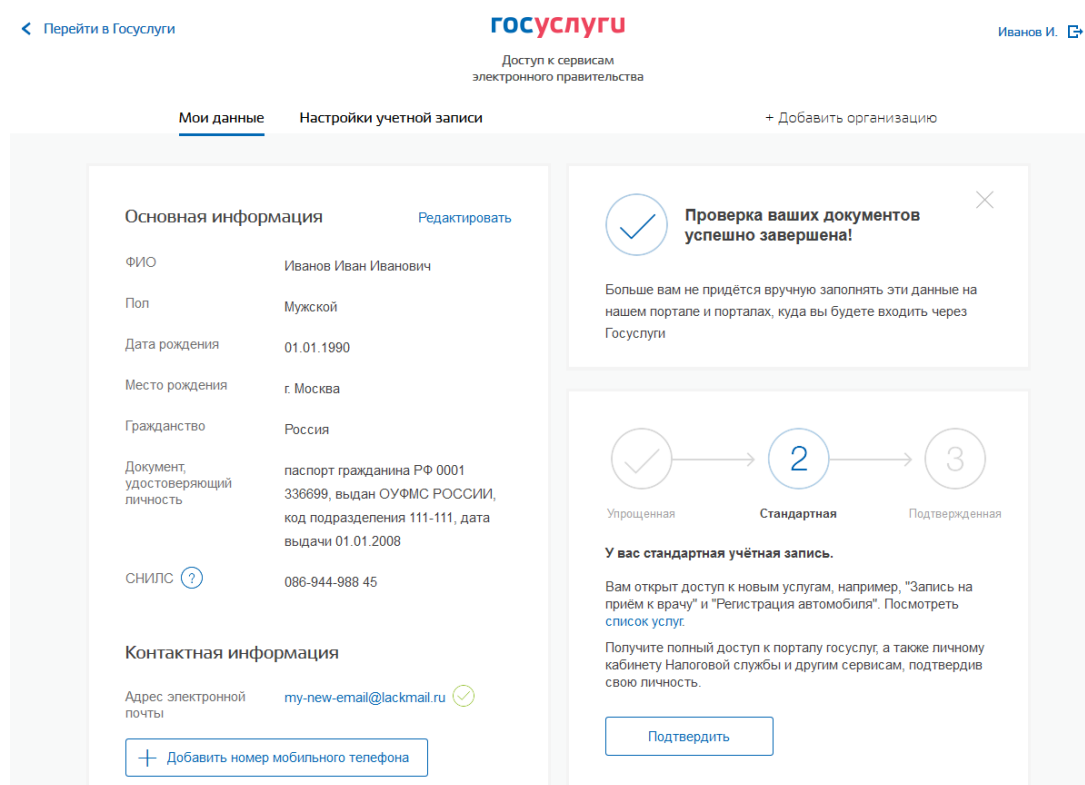 Перейти в Госуслуги
госуслуги
Иванов И.
Доступ к сервисам
электронного правительства
Мои данные
Настройки учетной записи
+ Добавить организацию
Основная информация
Редактировать
ФИО
Иванов Иван Иванович
Пол
Мужской
Дата рождения
01.01.1990
Место рождения
г. Москва
Гражданство
Россия
Документ,
удостоверяющий
личность
паспорт гражданина РФ 0001
336699, выдан ОУФМС РОССИИ,
код подразделения 111-111, дата
выдачи 01.01.2008
СНИЛС ?
086-944-988 45
Контактная информация
Адрес электронной
почты
my-new-email@lackmail.ru
Добавить номер мобильного телефона
Проверка ваших документов
успешно завершена!
Больше вам не придётся вручную заполнять эти данные на
нашем портале и порталах, куда вы будете входить через
Госуслуги
2
3
Упрощенная
Стандартная
Подтвержденная
У вас стандартная учётная запись.
Вам открыт доступ к новым услугам, например, "Запись на
приём к врачу" и "Регистрация автомобиля". Посмотреть
список услуг.
Получите полный доступ к порталу госуслуг, а также личному
кабинету Налоговой службы и другим сервисам, подтвердив
свою личность.
Подтвердить